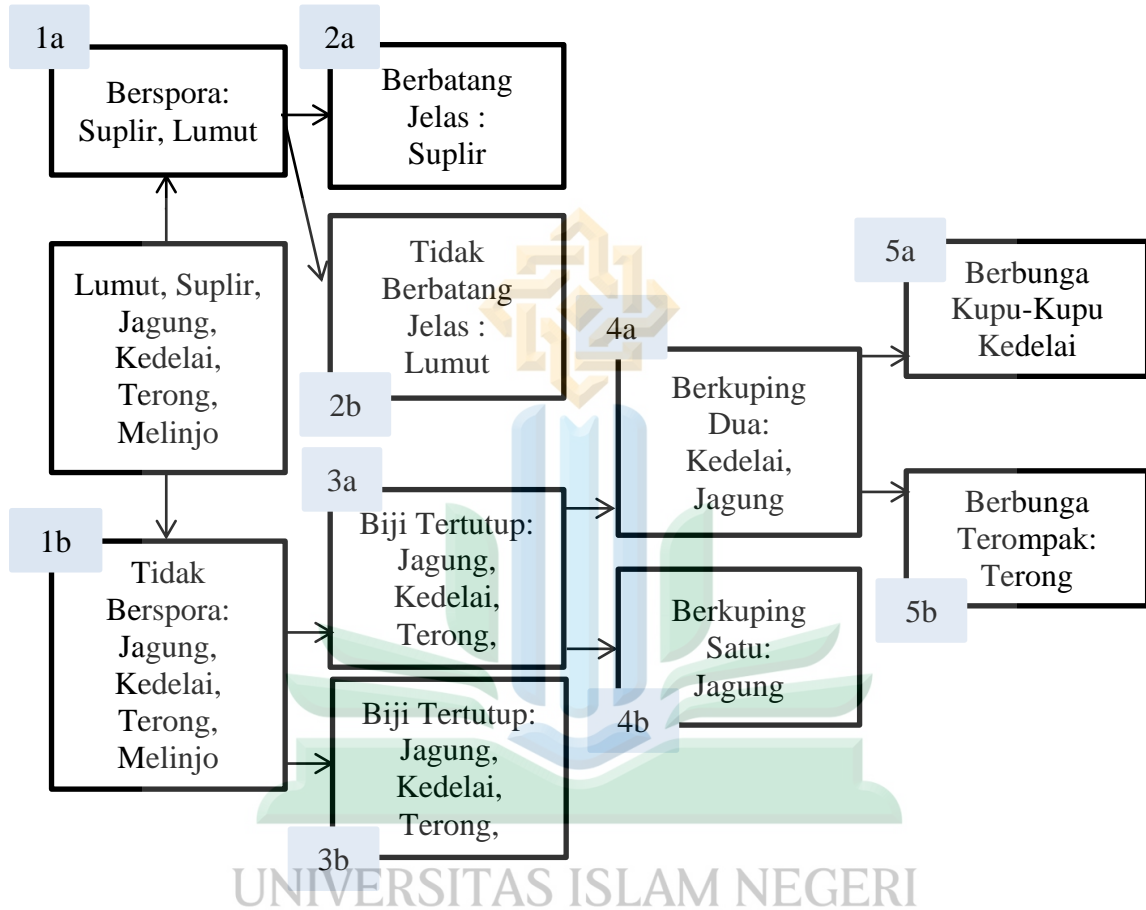 1a
Berspora:
Suplir, Lumut
2a
Berbatang
Jelas :
Suplir
Lumut, Suplir,
Jagung,
Kedelai,
Terong,
Melinjo
Tidak
Berbatang
Jelas :
Lumut
2b
1b
Tidak
Berspora:
Jagung,
Kedelai,
Terong,
Melinjo
3a
Biji Tertutup:
Jagung,
Kedelai,
Terong,
Biji Tertutup:
Jagung,
Kedelai,
Terong,
3b
4a
Berkuping
Dua:
Kedelai,
Jagung
Berkuping
Satu:
Jagung
4b
5a
Berbunga
Kupu-Kupu
Kedelai
Berbunga
Terompak:
Terong
5b
UNIVERSITAS ISLAM NEGERI